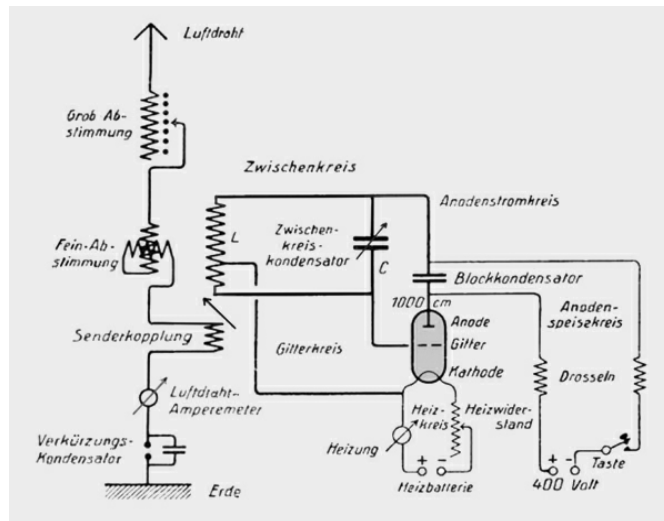 Luftdraht
Grob Ab-
stimmung
Zwischenkreis
Anodenstromkreis
Fein-Ab-
stimmung
L
Zwischen-
kreis-
kondensator
C
Blockkondensator
1000 cm
Anode
Gitter
Kathode
Anoden-
speisekreis
Senderkopplung
Gitterkreis
Drosseln
Luftdraht-
Amperemeter
Heiz-
kreis
Heizwider-
stand
Verkürzungs-
Kondensator
Heizung
+ -
Heizbatterie
+ -
400 Volt
Taste
Erde